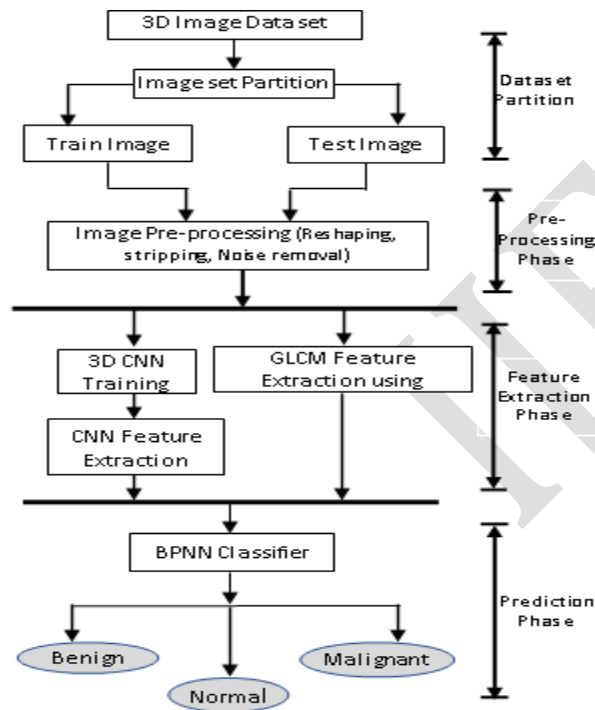 3D Image Dataset
Image set Partition
Train Image
Test Image
Dataset
Partition
Image Pre-processing (Reshaping,
stripping, Noise removal)
Pre-
Processing
Phase
3D CNN
Training
GLCM Feature
Extraction using
CNN Feature
Extraction
Feature
Extraction
Phase
BPNN Classifier
Benign
Normal
Malignant
Prediction
Phase